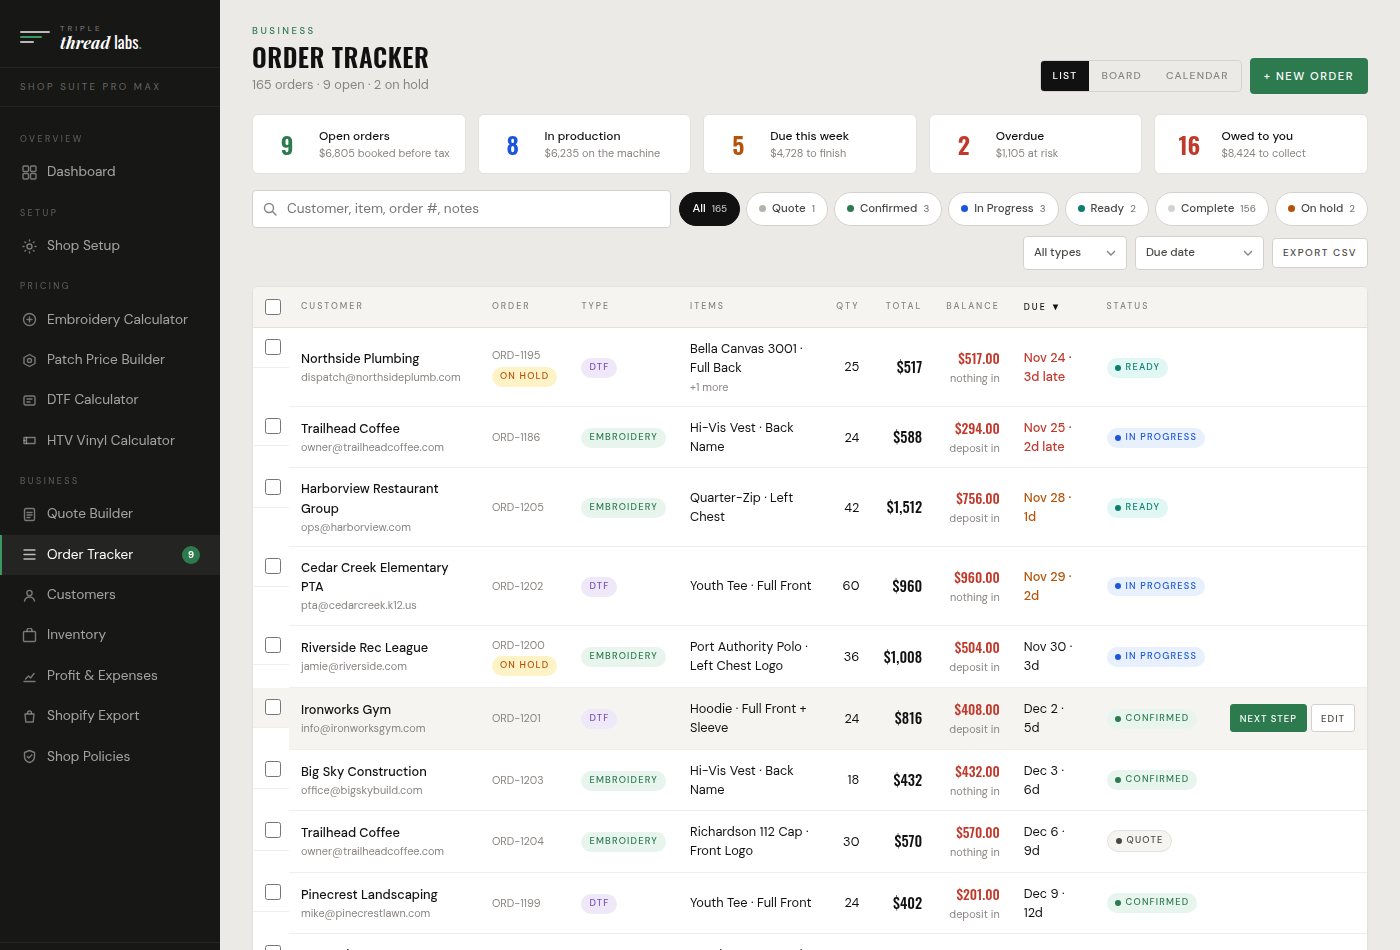 TRIPLE
thread labs.
SHOP SUITE PRO MAX
OVERVIEW
Dashboard
SETUP
Shop Setup
PRICING
Embroidery Calculator
Patch Price Builder
DTF Calculator
HTV Vinyl Calculator
BUSINESS
Quote Builder
Order Tracker 9
Customers
Inventory
Profit & Expenses
Shopify Export
Shop Policies
BUSINESS
ORDER TRACKER
165 orders · 9 open · 2 on hold
LIST BOARD CALENDAR + NEW ORDER
9 Open orders
$6,805 booked before tax
8 In production
$6,235 on the machine
5 Due this week
$4,728 to finish
2 Overdue
$1,105 at risk
16 Owed to you
$8,424 to collect
Customer, item, order #, notes
All 165 Quote 1 Confirmed 3 In Progress 3 Ready 2 Complete 156 On hold 2
All types Due date EXPORT CSV
CUSTOMER ORDER TYPE ITEMS QTY TOTAL BALANCE DUE ▼ STATUS
Northside Plumbing
dispatch@northsideplumb.com
ORD-1195
ON HOLD
DTF
Bella Canvas 3001 ·
Full Back
+1 more
25
$517
$517.00
nothing in
Nov 24 ·
3d late
READY
Trailhead Coffee
owner@trailheadcoffee.com
ORD-1186
EMBROIDERY
Hi-Vis Vest · Back
Name
24
$588
$294.00
deposit in
Nov 25 ·
2d late
IN PROGRESS
Harborview Restaurant
Group
ops@harborview.com
ORD-1205
EMBROIDERY
Quarter-Zip · Left
Chest
42
$1,512
$756.00
deposit in
Nov 28 ·
1d
READY
Cedar Creek Elementary
PTA
pta@cedarcreek.k12.us
ORD-1202
DTF
Youth Tee · Full Front
60
$960
$960.00
nothing in
Nov 29 ·
2d
IN PROGRESS
Riverside Rec League
jamie@riverside.com
ORD-1200
ON HOLD
EMBROIDERY
Port Authority Polo ·
Left Chest Logo
36
$1,008
$504.00
deposit in
Nov 30 ·
3d
IN PROGRESS
Ironworks Gym
info@ironworksgym.com
ORD-1201
DTF
Hoodie · Full Front +
Sleeve
24
$816
$408.00
deposit in
Dec 2 ·
5d
CONFIRMED
NEXT STEP EDIT
Big Sky Construction
office@bigskybuild.com
ORD-1203
EMBROIDERY
Hi-Vis Vest · Back
Name
18
$432
$432.00
nothing in
Dec 3 ·
6d
CONFIRMED
Trailhead Coffee
owner@trailheadcoffee.com
ORD-1204
EMBROIDERY
Richardson 112 Cap ·
Front Logo
30
$570
$570.00
nothing in
Dec 6 ·
9d
QUOTE
Pinecrest Landscaping
mike@pinecrestlawn.com
ORD-1199
DTF
Youth Tee · Full Front
24
$402
$201.00
deposit in
Dec 9 ·
12d
CONFIRMED